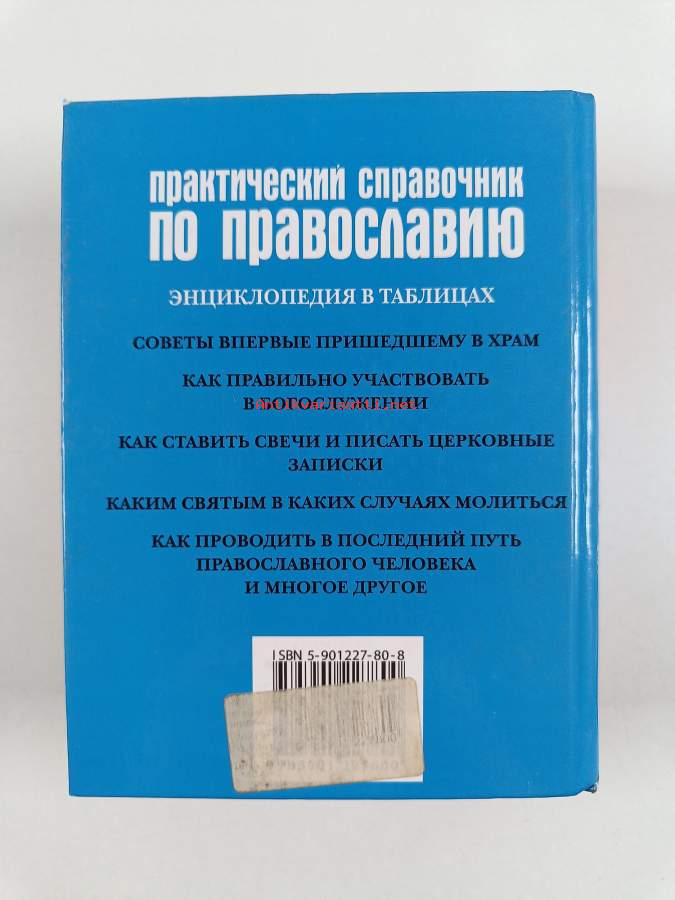 практический справочник
по православию
ЭНЦИКЛОПЕДИЯ В ТАБЛИЦАХ
СОВЕТЫ ВПЕРВЫЕ ПРИШЕДШЕМУ В ХРАМ
КАК ПРАВИЛЬНО УЧАСТВОВАТЬ
В БОГОСЛУЖЕНИИ
КАК СТАВИТЬ СВЕЧИ И ПИСАТЬ ЦЕРКОВНЫЕ
ЗАПИСКИ
КАКИМ СВЯТЫМ В КАКИХ СЛУЧАЯХ МОЛИТЬСЯ
КАК ПРОВОДИТЬ В ПОСЛЕДНИЙ ПУТЬ
ПРАВОСЛАВНОГО ЧЕЛОВЕКА
И МНОГОЕ ДРУГОЕ
ISBN 5-901227-80-8